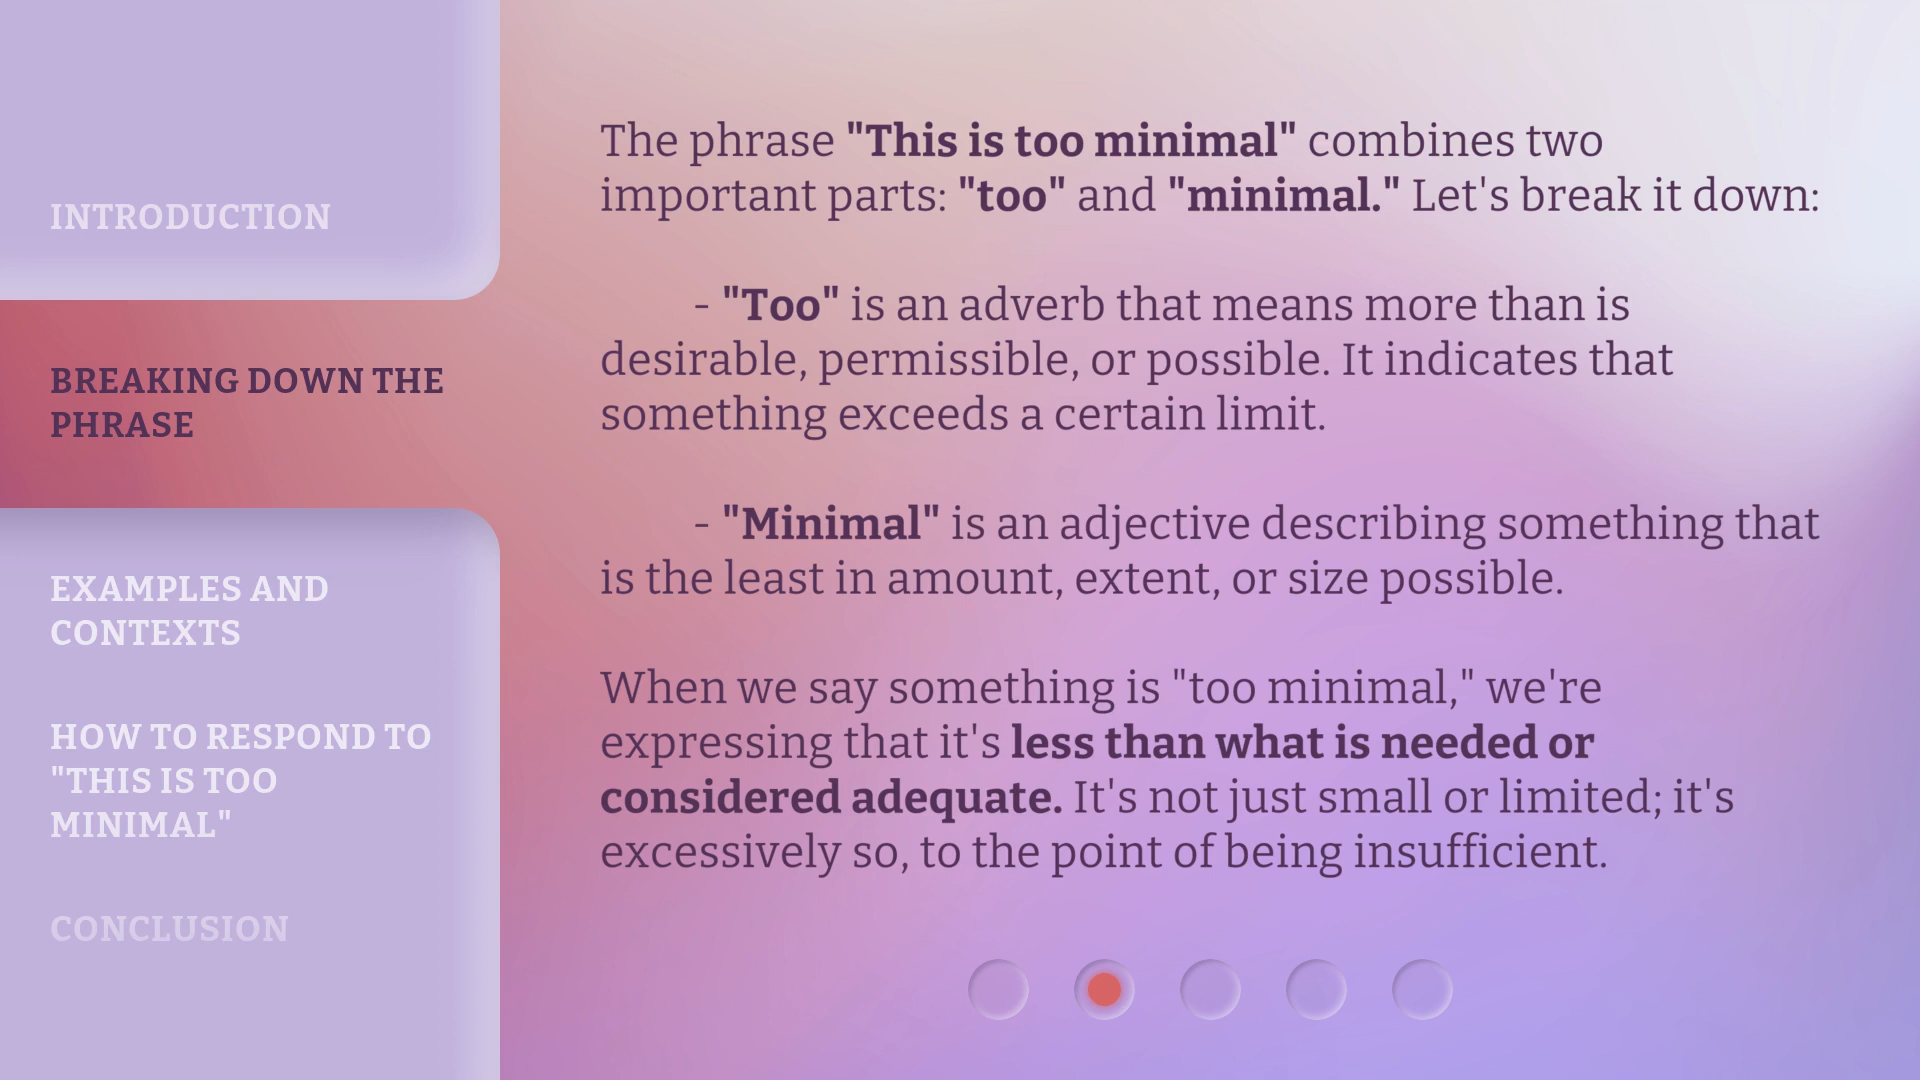 INTRODUCTION
BREAKING DOWN THE
PHRASE
EXAMPLES AND
CONTEXTS
HOW TO RESPOND TO
"THIS IS TOO
MINIMAL"
CONCLUSION
The phrase "This is too minimal" combines two
important parts: "too" and "minimal." Let's break it down:
- "Too" is an adverb that means more than is
desirable, permissible, or possible. It indicates that
something exceeds a certain limit.
- "Minimal" is an adjective describing something that
is the least in amount, extent, or size possible.
When we say something is "too minimal," we're
expressing that it's less than what is needed or
considered adequate. It's not just small or limited; it's
excessively so, to the point of being insufficient.